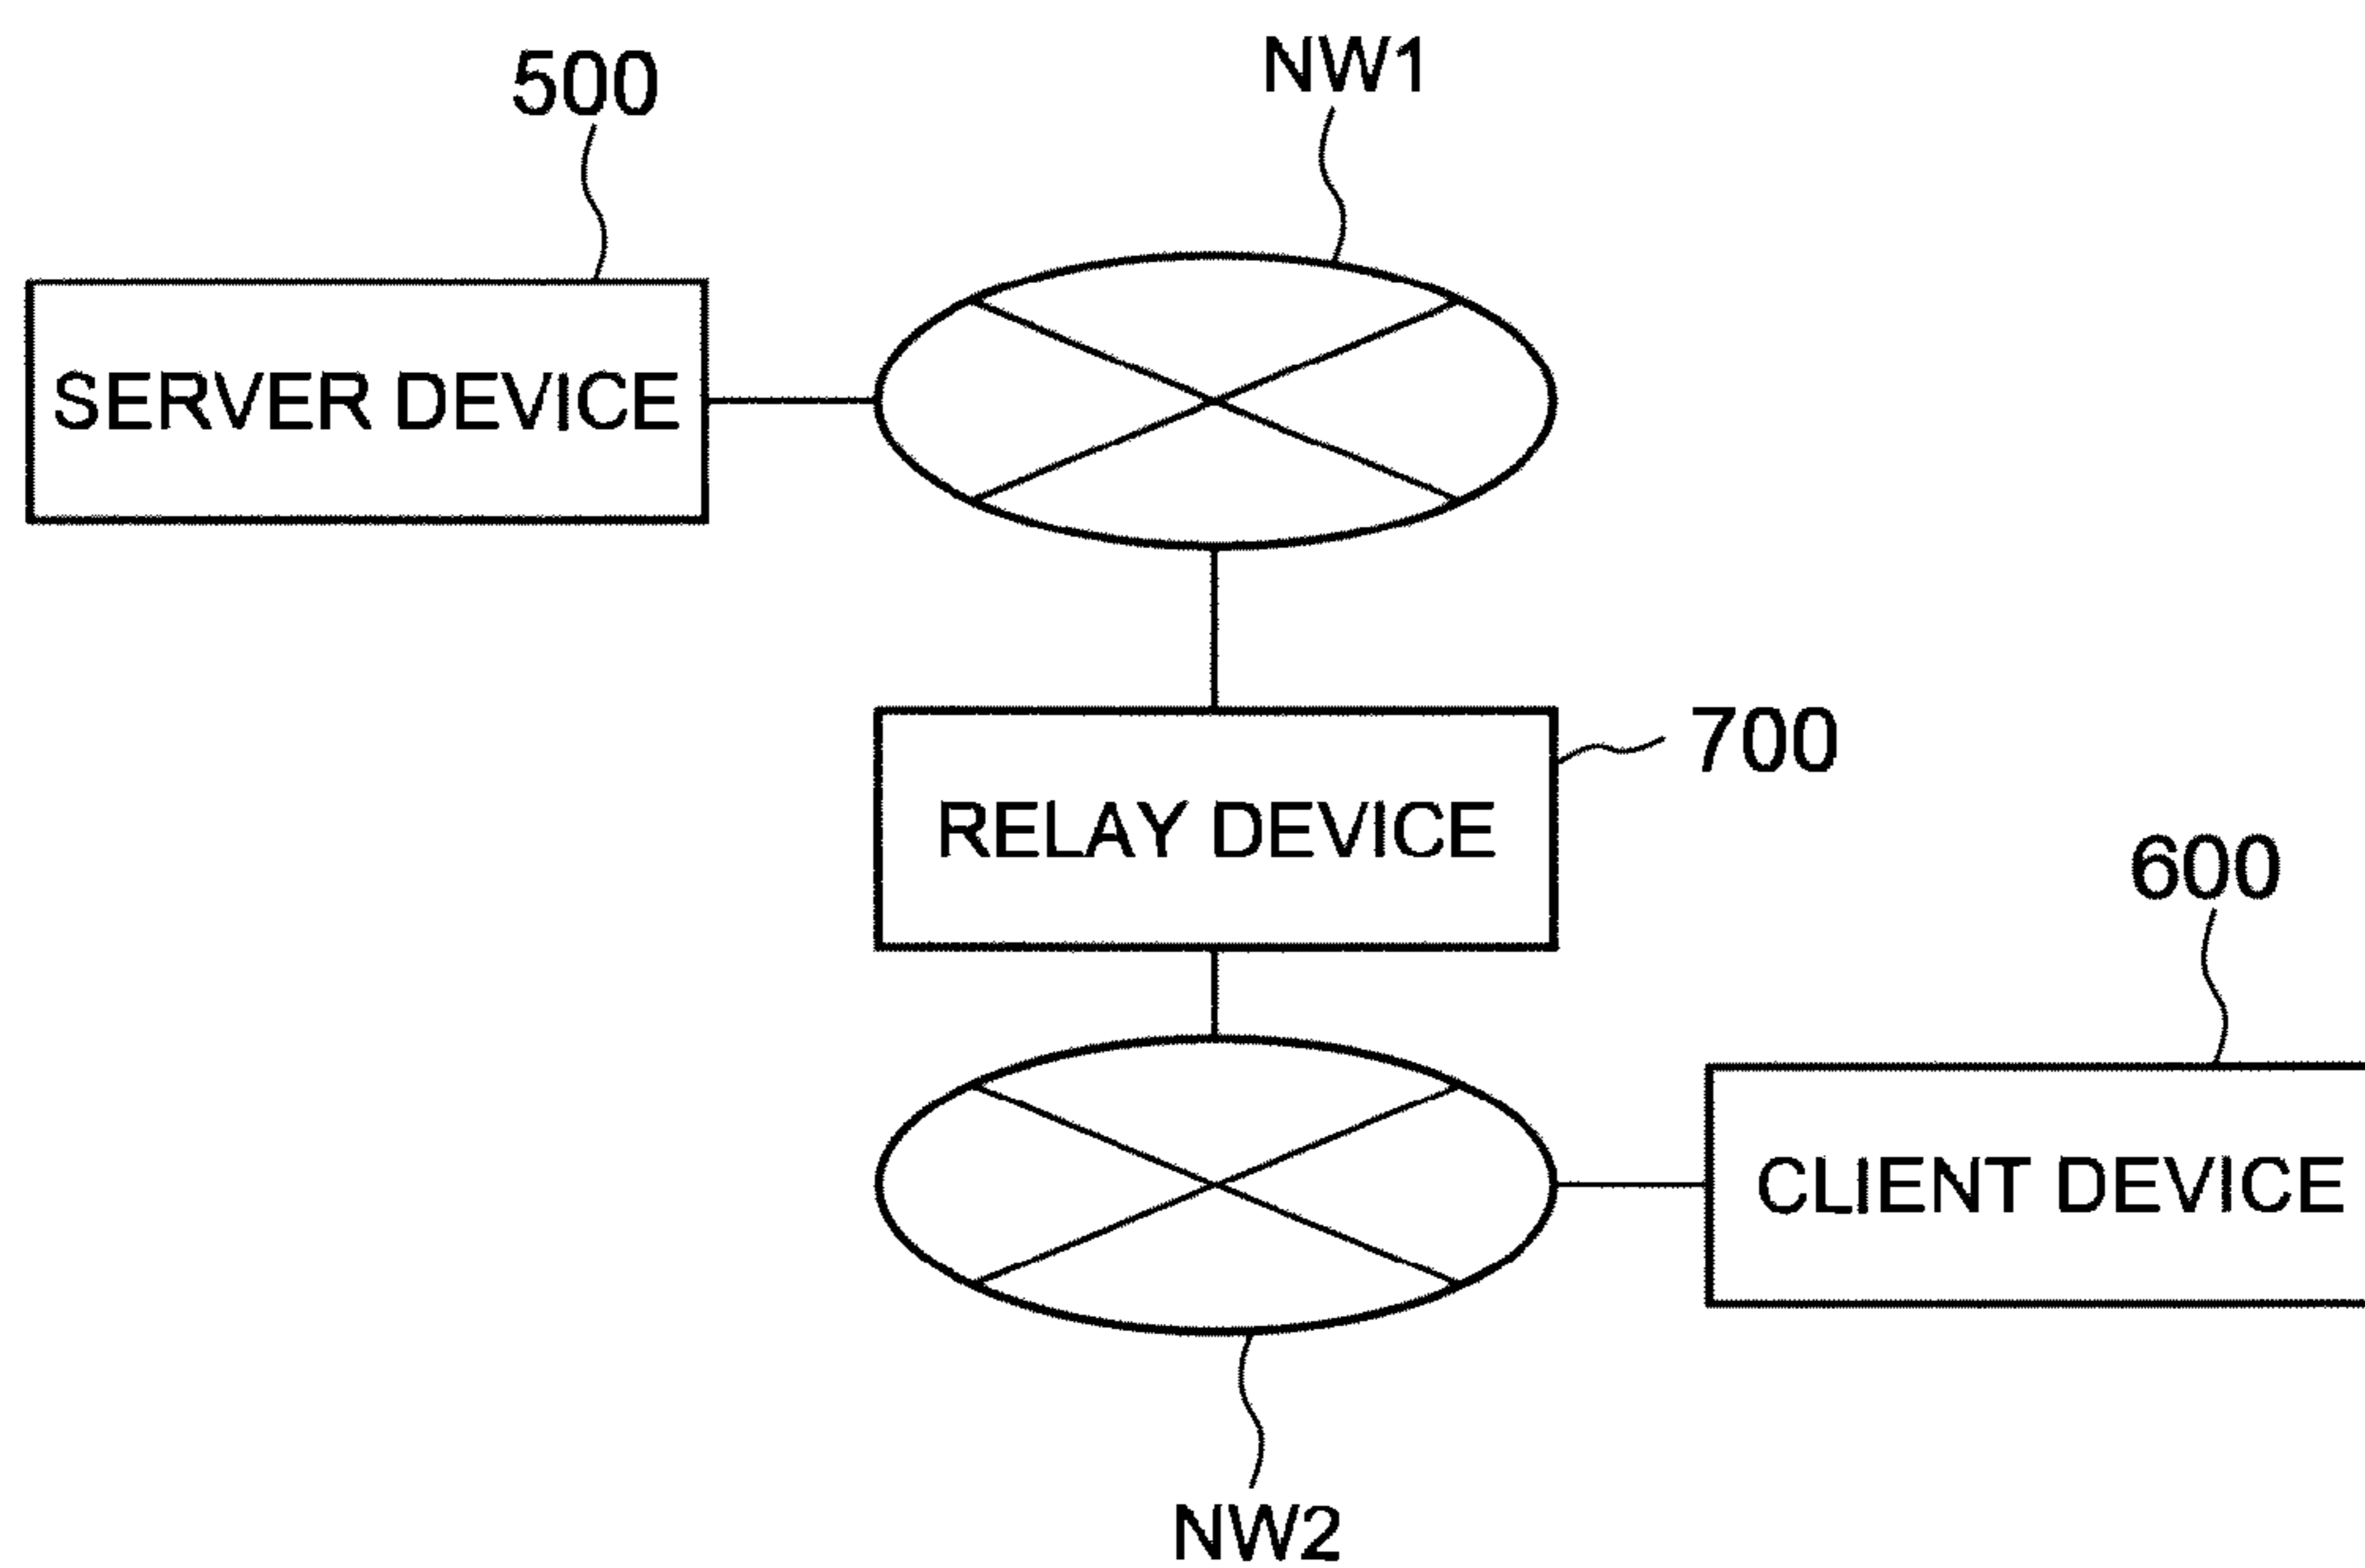 500
NW1
SERVER DEVICE
700
RELAY DEVICE
600
CLIENT DEVICE
NW2